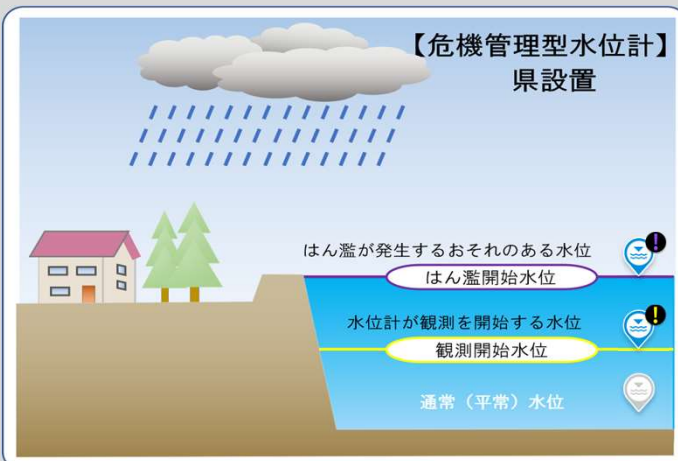 【危機管理型水位計】
県設置
はん濫が発生するおそれのある水位
はん濫開始水位
水位計が観測を開始する水位
観測開始水位
通常（平常）水位